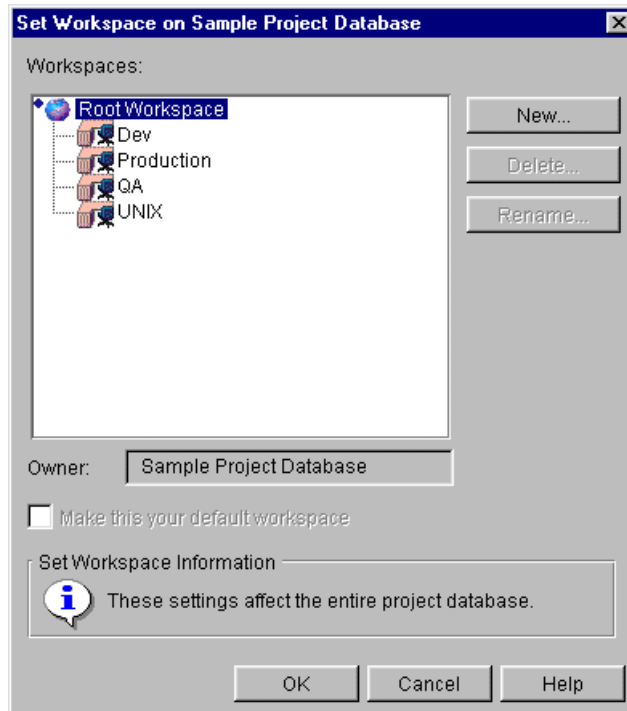 Set Workspace on Sample Project Database
Workspaces:
Root Workspace
Dev
Production
QA
UNIX
New...
Delete...
Rename...
Owner:
Sample Project Database
Make this your default workspace
Set Workspace Information
These settings affect the entire project database.
OK
Cancel
Help